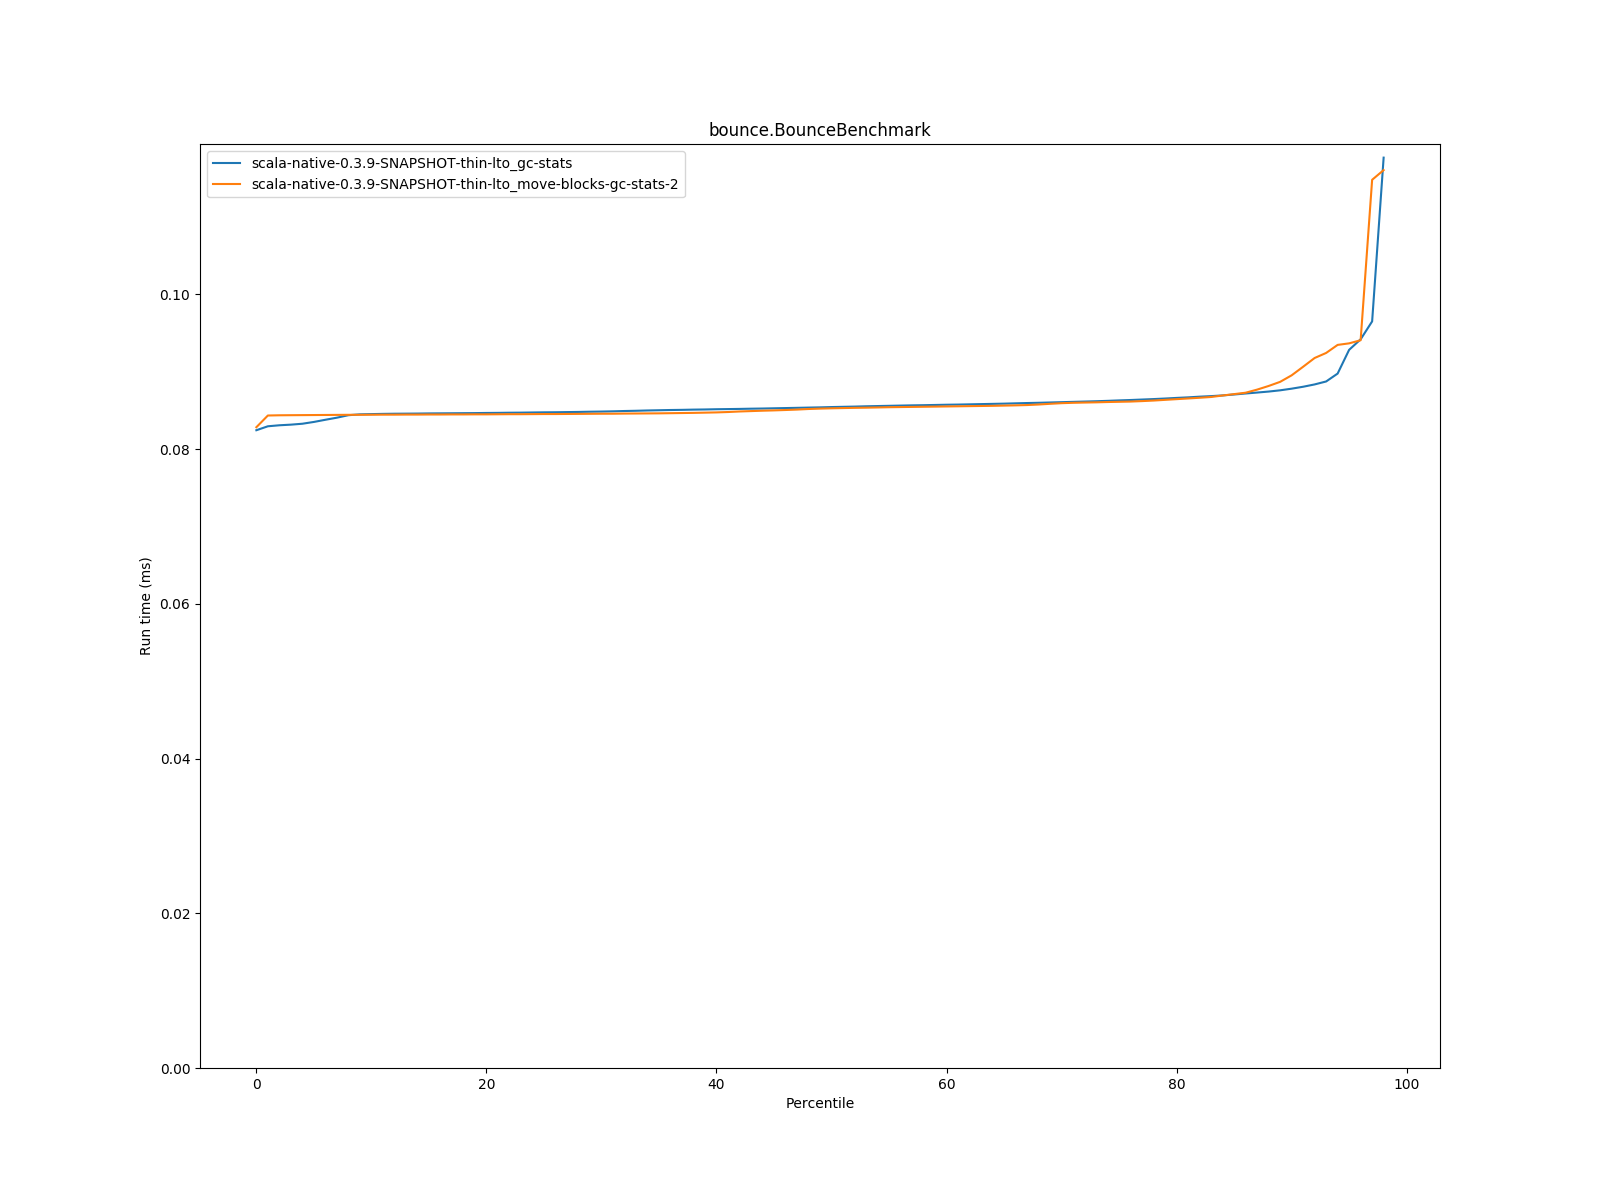 bounce.BounceBenchmark
scala-native-0.3.9-SNAPSHOT-thin-lto_gc-stats
scala-native-0.3.9-SNAPSHOT-thin-lto_move-blocks-gc-stats-2
0.10
0.08
0.06
0.04
0.02
0.00
Run time (ms)
0 20 40 60 80 100
Percentile